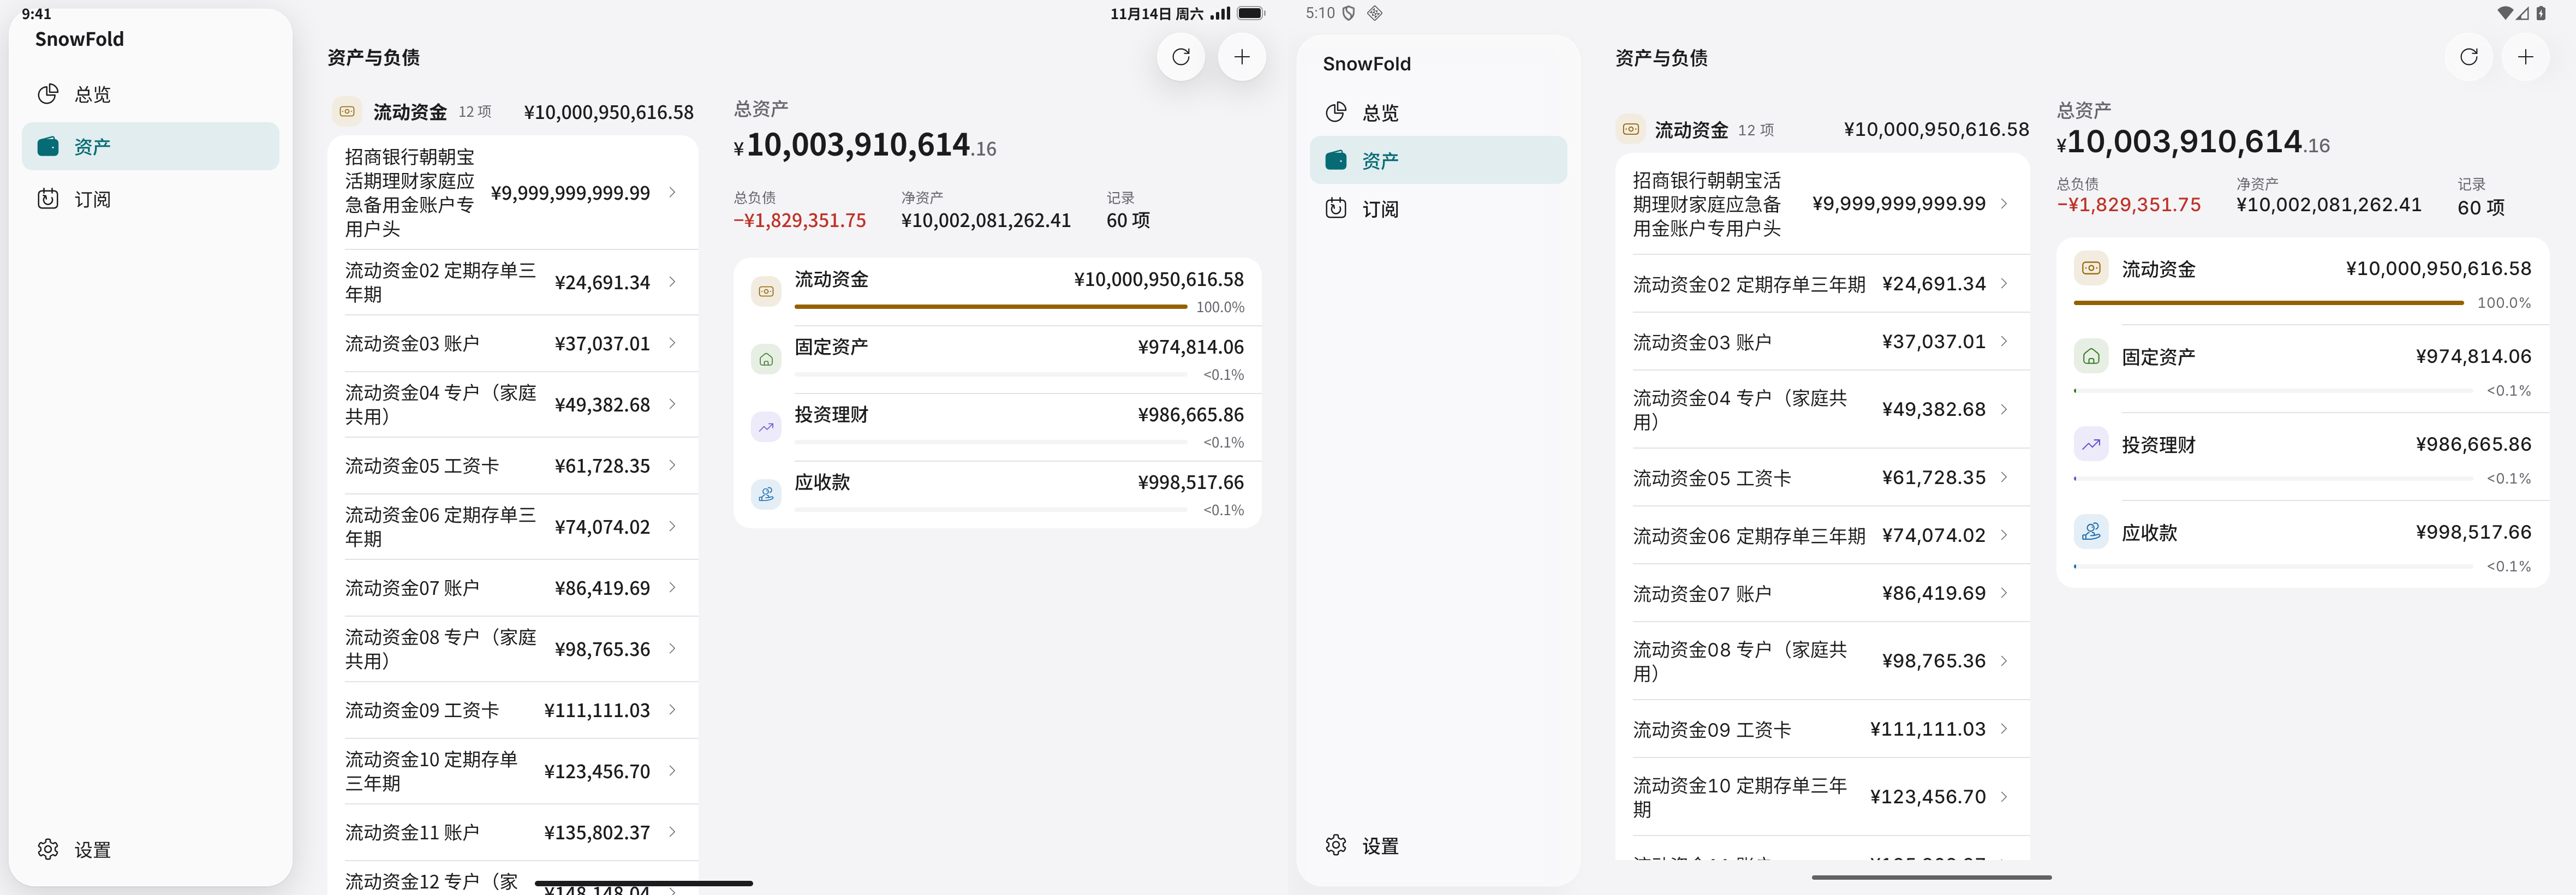 9:41
11月14日 周六
SnowFold
总览
资产
订阅
设置
资产与负债
流动资金 12 项 ¥10,000,950,616.58
招商银行朝朝宝
活期理财家庭应
急备用金账户专
用户头
¥9,999,999,999.99
流动资金02 定期存单三
年期
¥24,691.34
流动资金03 账户 ¥37,037.01
流动资金04 专户（家庭
共用）
¥49,382.68
流动资金05 工资卡 ¥61,728.35
流动资金06 定期存单三
年期
¥74,074.02
流动资金07 账户 ¥86,419.69
流动资金08 专户（家庭
共用）
¥98,765.36
流动资金09 工资卡 ¥111,111.03
流动资金10 定期存单
三年期
¥123,456.70
流动资金11 账户 ¥135,802.37
流动资金12 专户（家
¥148,148.04
总资产
¥10,003,910,614.16
总负债 净资产 记录
−¥1,829,351.75 ¥10,002,081,262.41 60 项
流动资金 ¥10,000,950,616.58
100.0%
固定资产 ¥974,814.06
<0.1%
投资理财 ¥986,665.86
<0.1%
应收款 ¥998,517.66
<0.1%
5:10
SnowFold
总览
资产
订阅
设置
资产与负债
流动资金 12 项 ¥10,000,950,616.58
招商银行朝朝宝活
期理财家庭应急备
用金账户专用户头
¥9,999,999,999.99
流动资金02 定期存单三年期 ¥24,691.34
流动资金03 账户 ¥37,037.01
流动资金04 专户（家庭共
用）
¥49,382.68
流动资金05 工资卡 ¥61,728.35
流动资金06 定期存单三年期 ¥74,074.02
流动资金07 账户 ¥86,419.69
流动资金08 专户（家庭共
用）
¥98,765.36
流动资金09 工资卡 ¥111,111.03
流动资金10 定期存单三年
期
¥123,456.70
总资产
¥10,003,910,614.16
总负债 净资产 记录
−¥1,829,351.75 ¥10,002,081,262.41 60 项
流动资金 ¥10,000,950,616.58
100.0%
固定资产 ¥974,814.06
<0.1%
投资理财 ¥986,665.86
<0.1%
应收款 ¥998,517.66
<0.1%